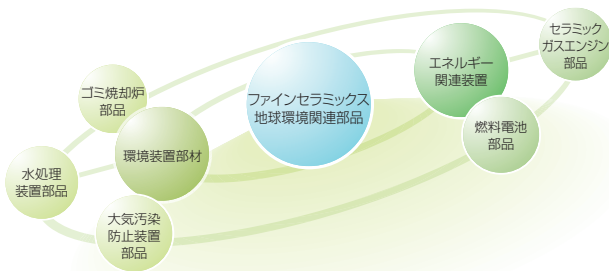 セラミック
ガスエンジン
部品
エネルギー
関連装置
ゴミ焼却炉
部品
ファインセラミックス
地球環境関連部品
燃料電池
部品
環境装置部材
水処理
装置部品
大気汚染
防止装置
部品